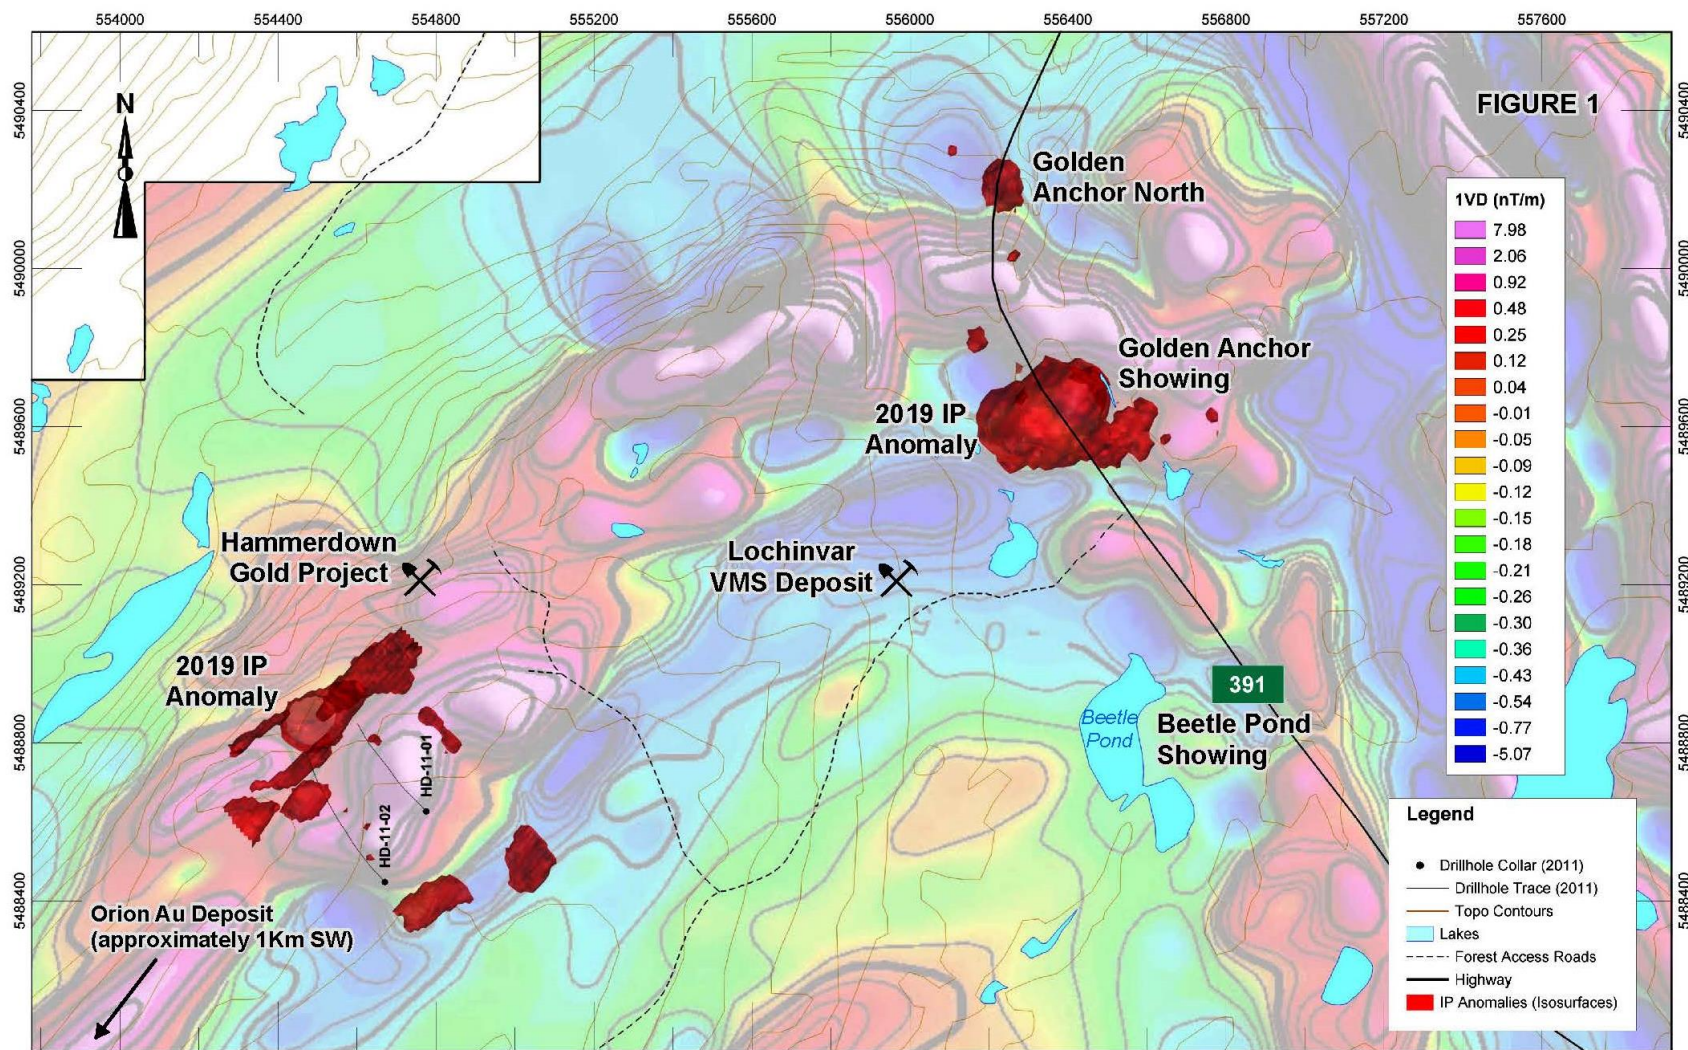 554000 554400 554800 555200 555600 556000 556400 556800 557200 557600
5490400
5490000
5489600
5489200
5488800
5488400
N
FIGURE 1
Golden
Anchor North
Golden Anchor
Showing
2019 IP
Anomaly
Hammerdown
Gold Project
Lochinvar
VMS Deposit
2019 IP
Anomaly
HD-11-01
HD-11-02
Orion Au Deposit
(approximately 1Km SW)
391
Beetle
Pond
Beetle Pond
Showing
1VD (nT/m)
7.98
2.06
0.92
0.48
0.25
0.12
0.04
-0.01
-0.05
-0.09
-0.12
-0.15
-0.18
-0.21
-0.26
-0.30
-0.36
-0.43
-0.54
-0.77
-5.07
5490400
5490000
5489600
5489200
5488800
5488400
Legend
Drillhole Collar (2011)
Drillhole Trace (2011)
Topo Contours
Lakes
Forest Access Roads
Highway
IP Anomalies (Isosurfaces)